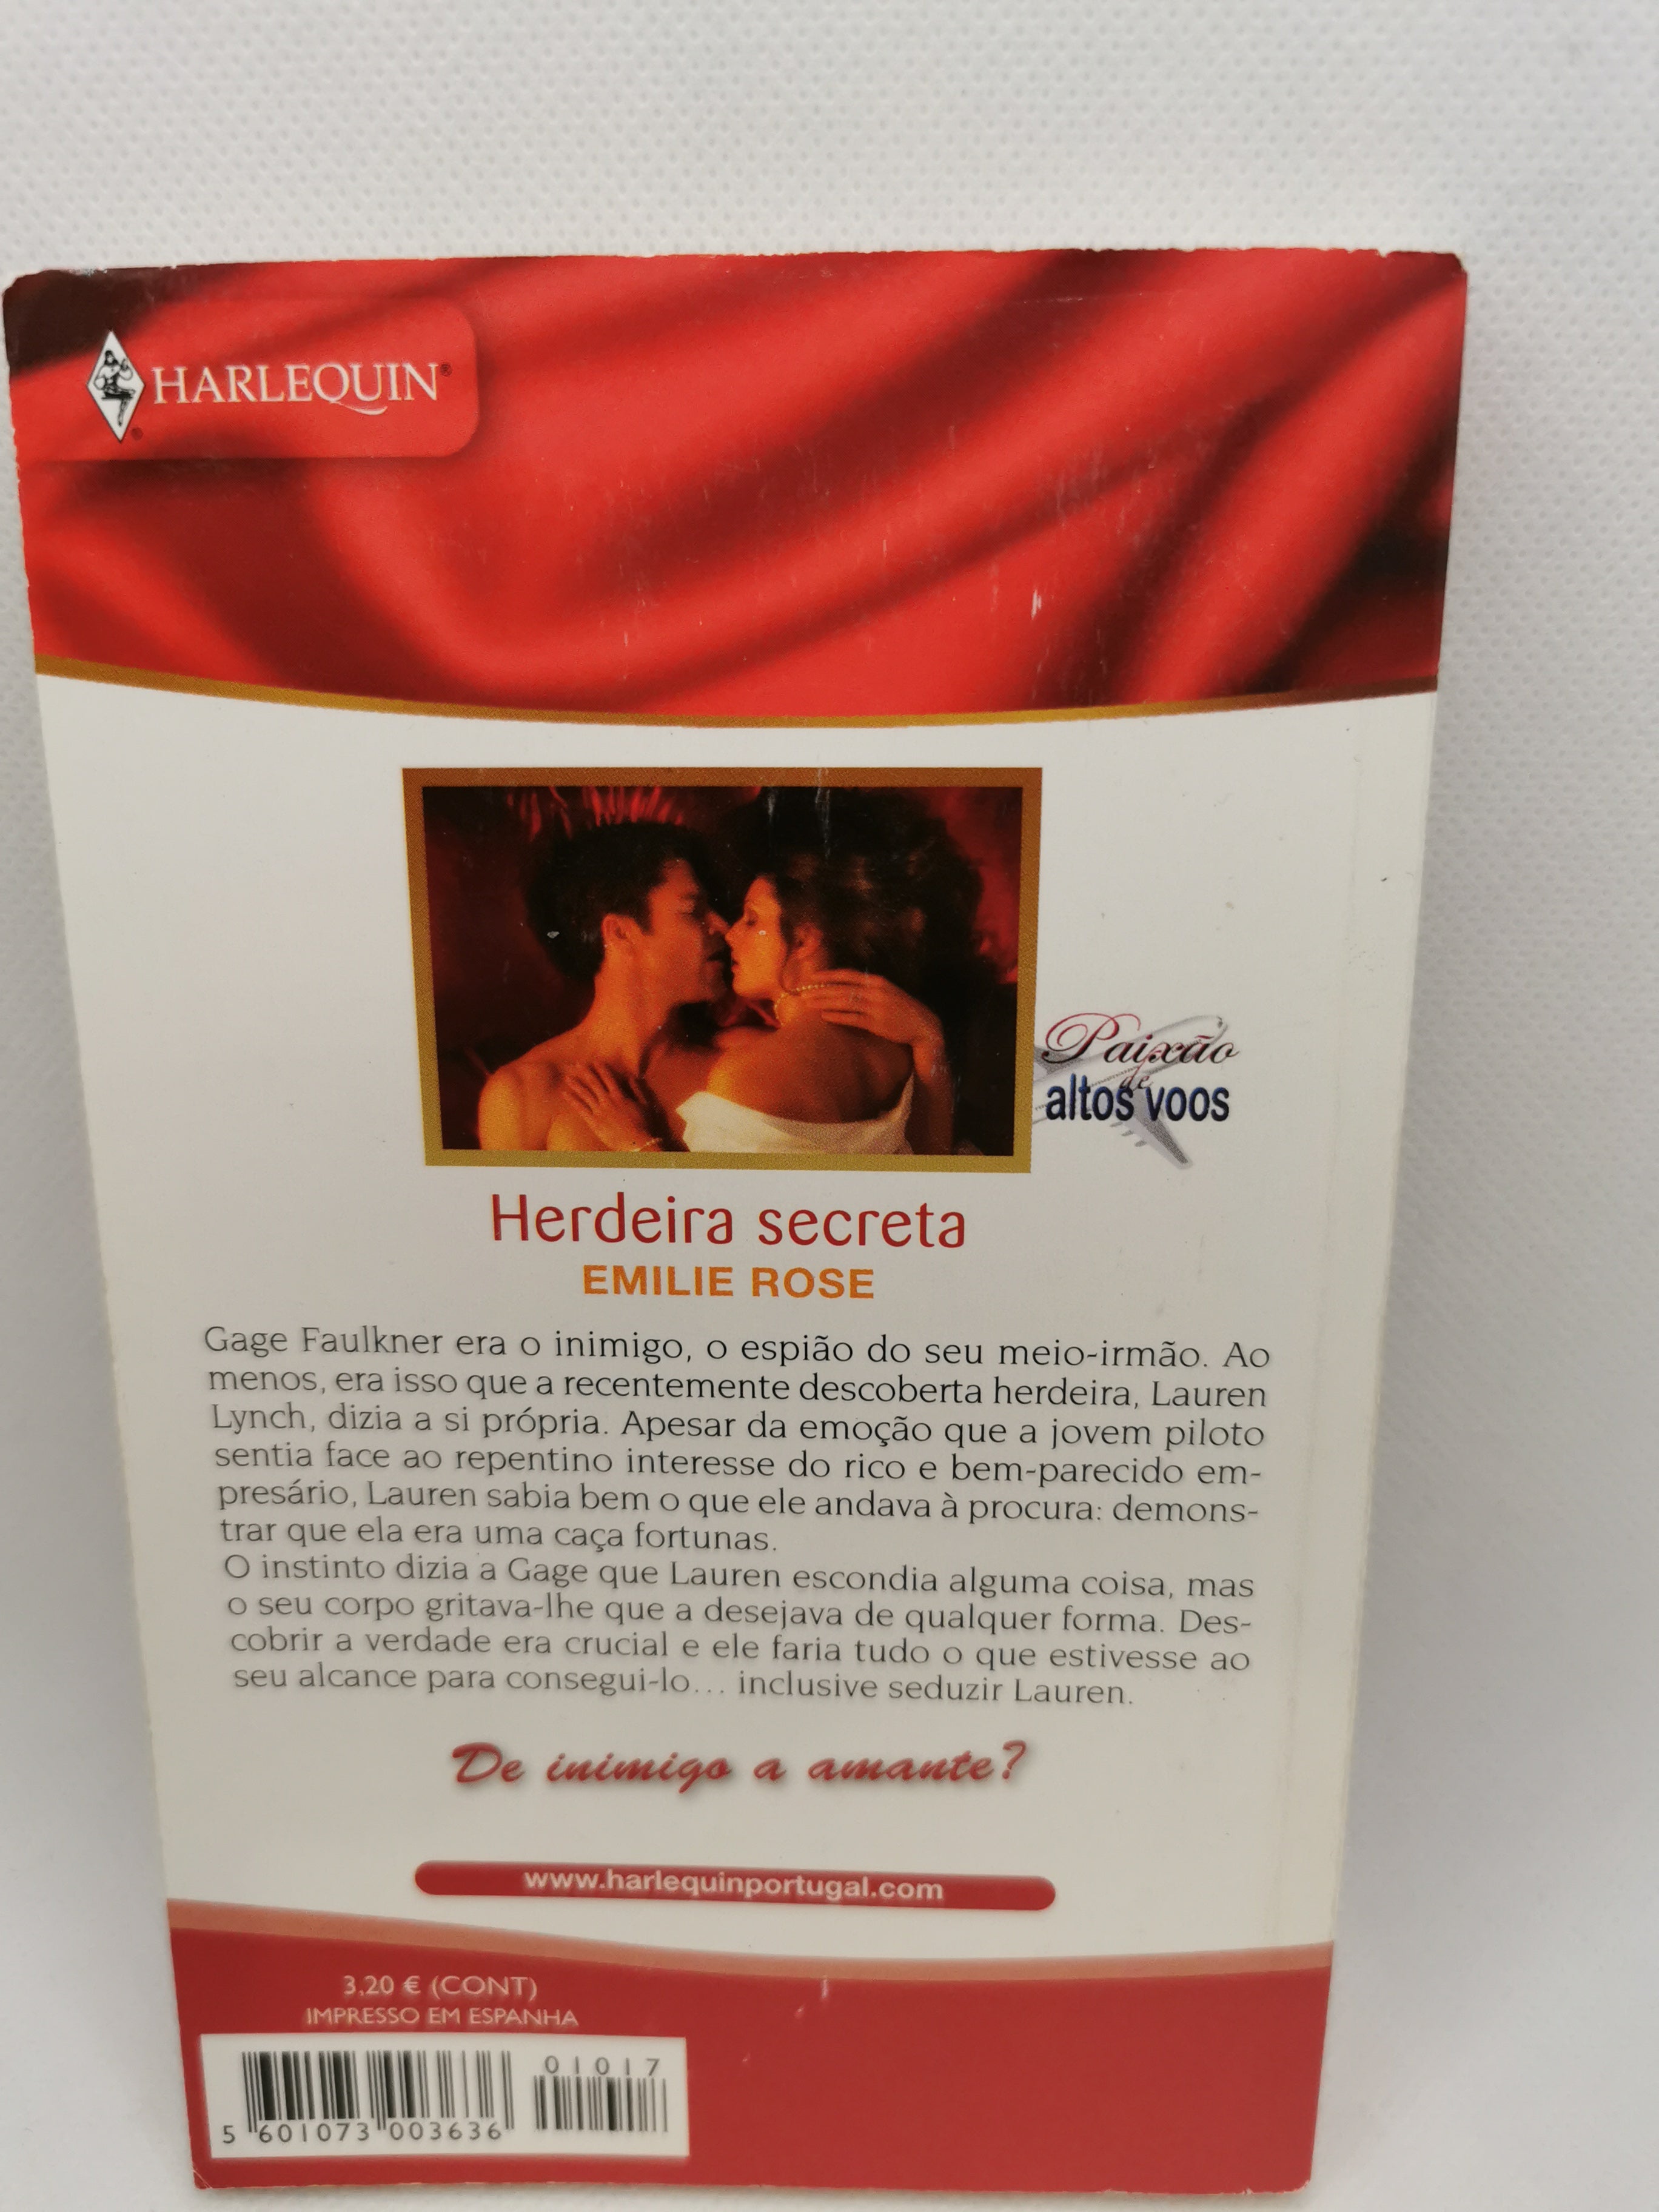 HARLEQUIN®
Paixão
de
altos voos
Herdeira secreta
EMILIE ROSE
Gage Faulkner era o inimigo, o espião do seu meio-irmão. Ao
menos, era isso que a recentemente descoberta herdeira, Lauren
Lynch, dizia a si própria. Apesar da emoção que a jovem piloto
sentia face ao repentino interesse do rico e bem-parecido em-
presário, Lauren sabia bem o que ele andava à procura: demons-
trar que ela era uma caça fortunas.
O instinto dizia a Gage que Lauren escondia alguma coisa, mas
o seu corpo gritava-lhe que a desejava de qualquer forma. Des-
cobrir a verdade era crucial e ele faria tudo o que estivesse ao
seu alcance para consegui-lo... inclusive seduzir Lauren.
De inimigo a amante?
www.harlequinportugal.com
3,20 € (CONT)
IMPRESSO EM ESPANHA
01017
5 601073 003636